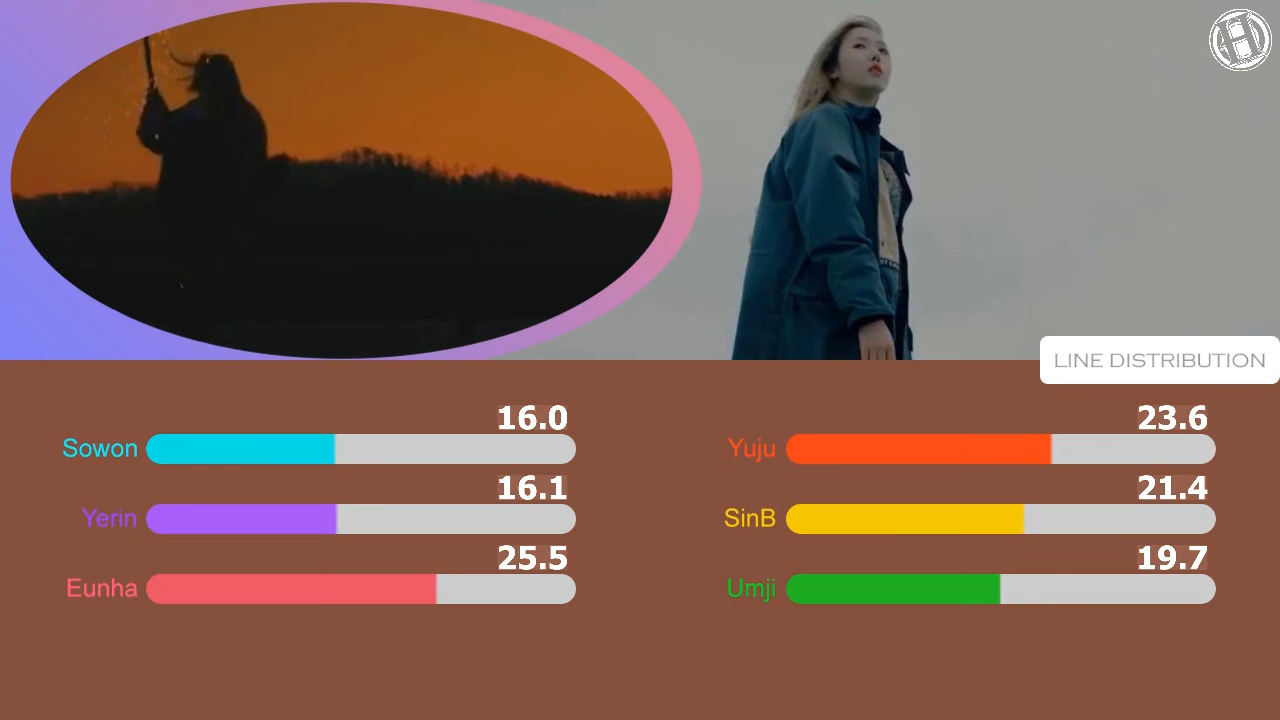 LINE DISTRIBUTION
16.0
Sowon
16.1
Yerin
25.5
Eunha
23.6
Yuju
21.4
SinB
19.7
Umji